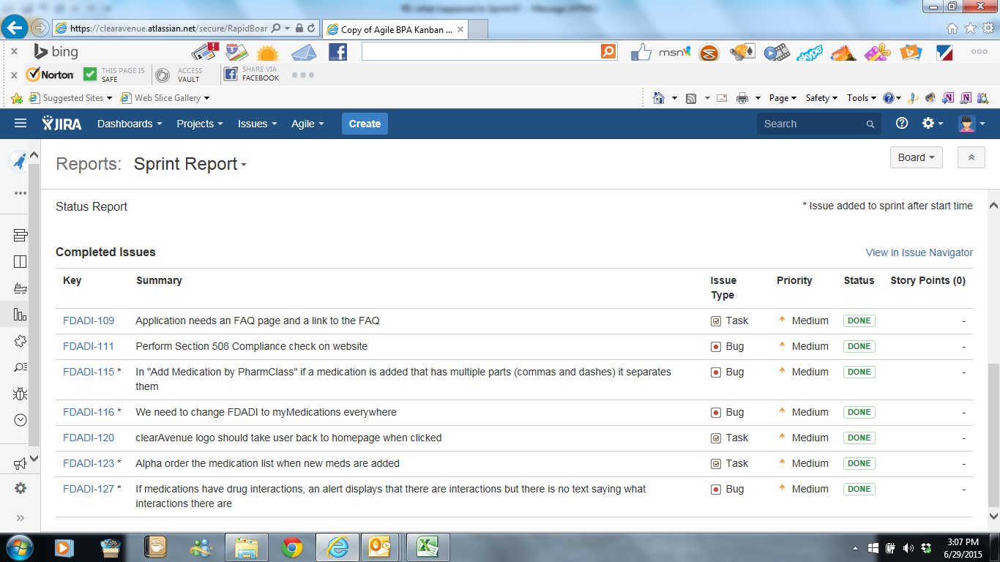 RE: what happened to Sprint 6? - Message (HTML)
https://clearavenue.atlassian.net/secure/RapidBoar
Copy of Agile BPA Kanban ...
bing
msn
skype
Norton
THIS PAGE IS SAFE
ACCESS VAULT
SHARE VIA FACEBOOK
Suggested Sites
Web Slice Gallery
Page
Safety
Tools
JIRA
Dashboards
Projects
Issues
Agile
Create
Search
Reports: Sprint Report
Board
Status Report
* Issue added to sprint after start time
Completed Issues
View in Issue Navigator
Key Summary Issue Type Priority Status Story Points (0)
FDADI-109 Application needs an FAQ page and a link to the FAQ Task Medium DONE -
FDADI-111 Perform Section 508 Compliance check on website Bug Medium DONE -
FDADI-115 * In "Add Medication by PharmClass" if a medication is added that has multiple parts (commas and dashes) it separates Bug Medium DONE -
them
FDADI-116 * We need to change FDADI to myMedications everywhere Bug Medium DONE -
FDADI-120 clearAvenue logo should take user back to homepage when clicked Task Medium DONE -
FDADI-123 * Alpha order the medication list when new meds are added Task Medium DONE -
FDADI-127 * If medications have drug interactions, an alert displays that there are interactions but there is no text saying what Bug Medium DONE -
interactions there are
3:07 PM
6/29/2015